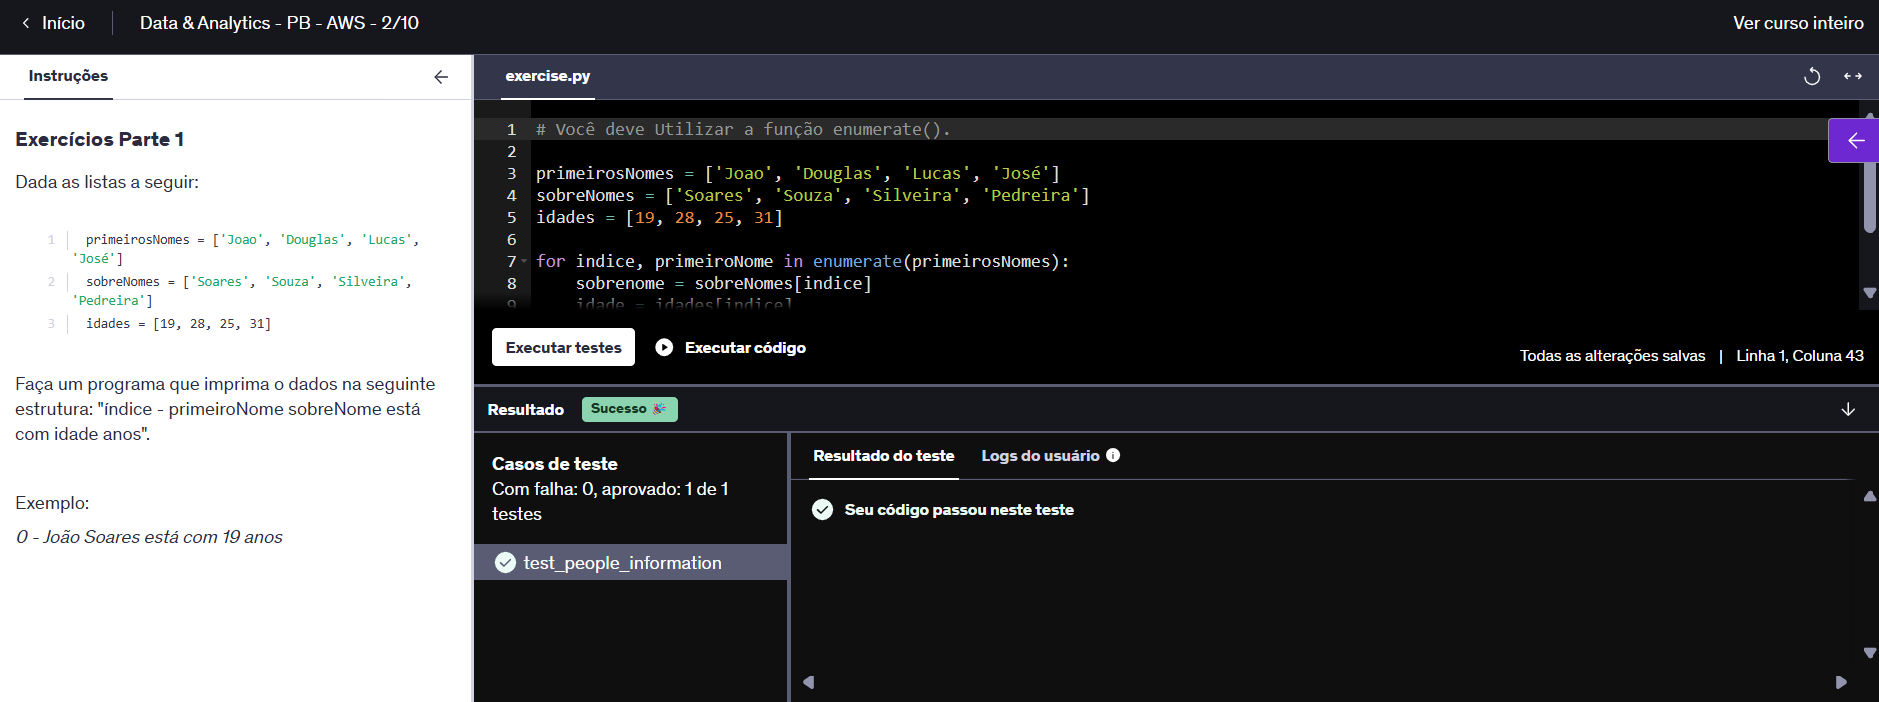 Início
Data & Analytics - PB - AWS - 2/10
Ver curso inteiro
Instruções
Exercícios Parte 1
Dada as listas a seguir:
1 primeirosNomes = ['Joao', 'Douglas', 'Lucas',
'José']
2 sobreNomes = ['Soares', 'Souza', 'Silveira',
'Pedreira']
3 idades = [19, 28, 25, 31]
Faça um programa que imprima o dados na seguinte
estrutura: "índice - primeiroNome sobreNome está
com idade anos".
Exemplo:
0 - João Soares está com 19 anos
exercise.py
1 # Você deve Utilizar a função enumerate().
2
3 primeirosNomes = ['Joao', 'Douglas', 'Lucas', 'José']
4 sobreNomes = ['Soares', 'Souza', 'Silveira', 'Pedreira']
5 idades = [19, 28, 25, 31]
6
7 for indice, primeiroNome in enumerate(primeirosNomes):
8 sobrenome = sobreNomes[indice]
9 idade = idades[indice]
Executar testes
Executar código
Todas as alterações salvas | Linha 1, Coluna 43
Resultado
Sucesso 🎉
Casos de teste
Com falha: 0, aprovado: 1 de 1
testes
test_people_information
Resultado do teste
Logs do usuário
Seu código passou neste teste